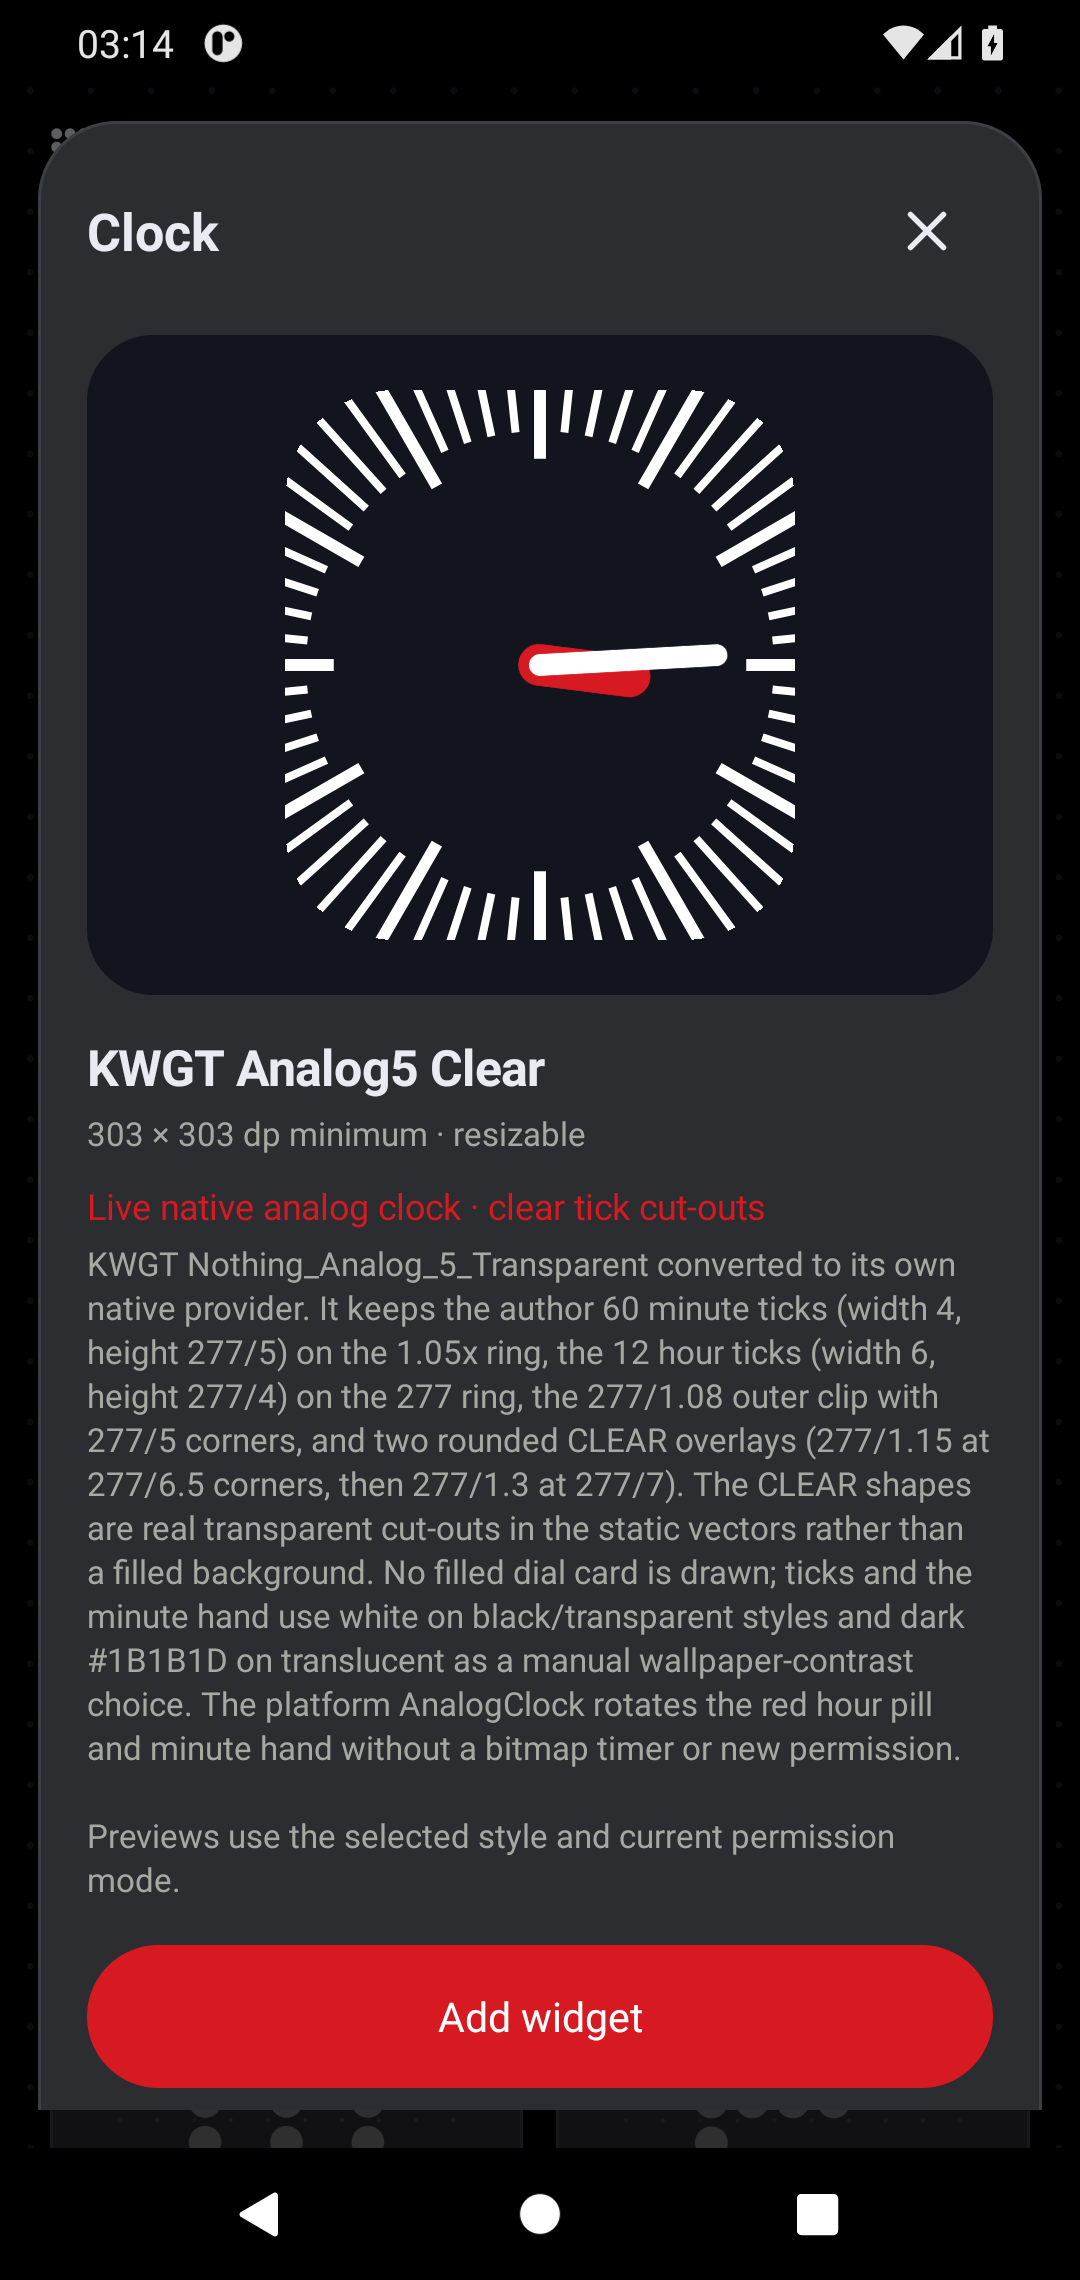 03:14
Clock
KWGT Analog5 Clear
303 × 303 dp minimum · resizable
Live native analog clock · clear tick cut-outs
KWGT Nothing_Analog_5_Transparent converted to its own
native provider. It keeps the author 60 minute ticks (width 4,
height 277/5) on the 1.05x ring, the 12 hour ticks (width 6,
height 277/4) on the 277 ring, the 277/1.08 outer clip with
277/5 corners, and two rounded CLEAR overlays (277/1.15 at
277/6.5 corners, then 277/1.3 at 277/7). The CLEAR shapes
are real transparent cut-outs in the static vectors rather than
a filled background. No filled dial card is drawn; ticks and the
minute hand use white on black/transparent styles and dark
#1B1B1D on translucent as a manual wallpaper-contrast
choice. The platform AnalogClock rotates the red hour pill
and minute hand without a bitmap timer or new permission.
Previews use the selected style and current permission
mode.
Add widget